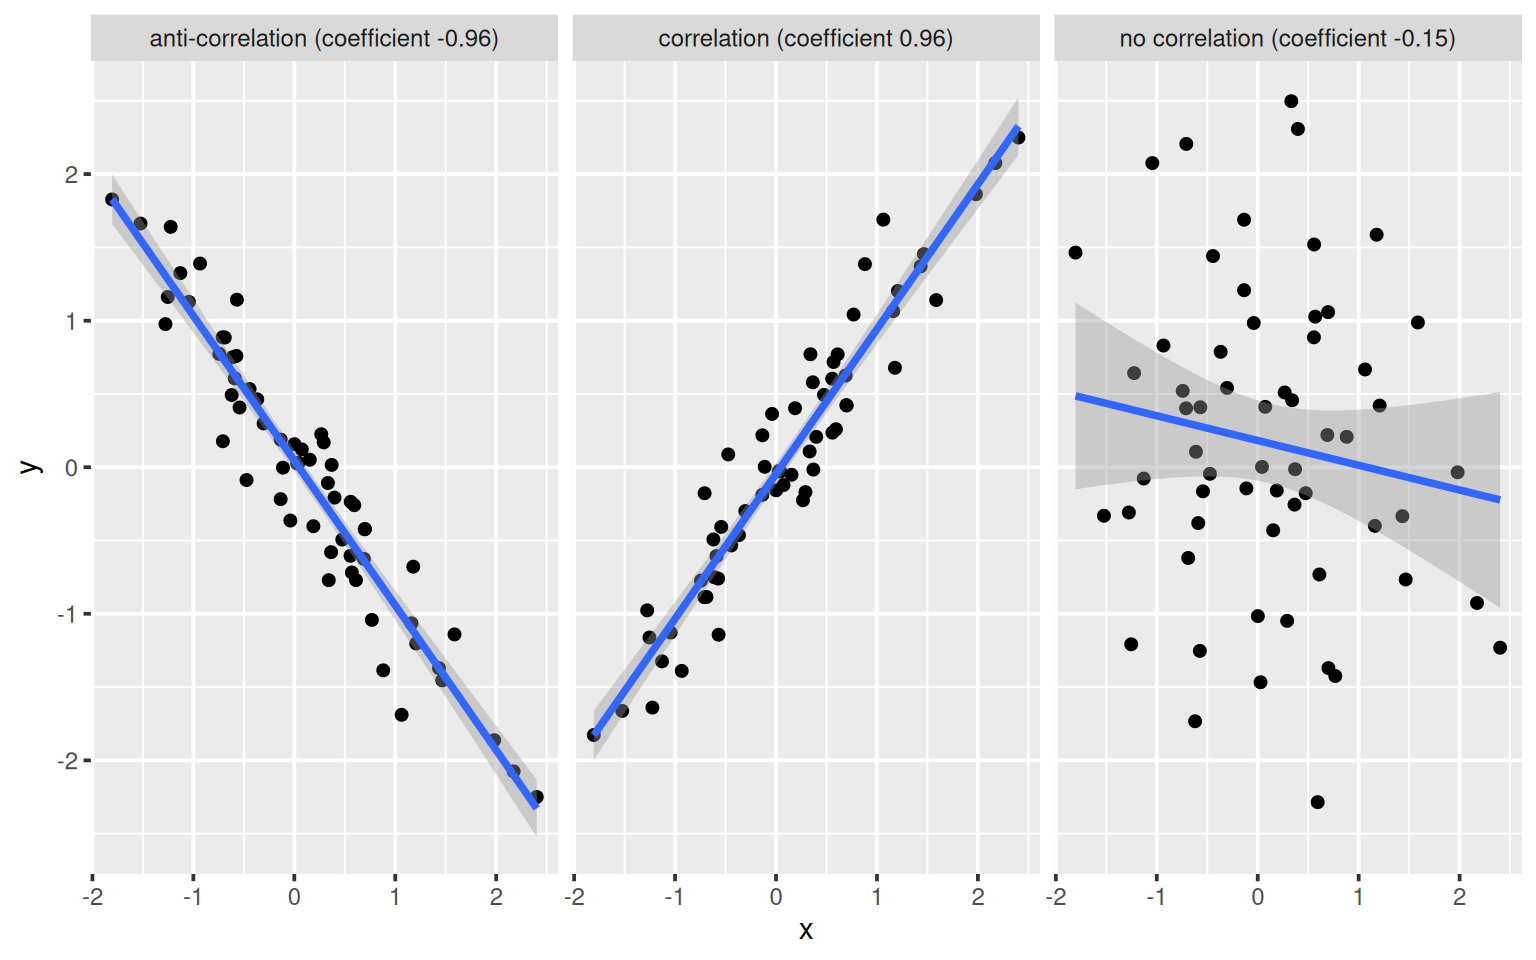 anti-correlation (coefficient -0.96) correlation (coefficient 0.96) no correlation (coefficient -0.15)
2
1
0
-1
-2
y
-2 -1 0 1 2 -2 -1 0 1 2 -2 -1 0 1 2
x